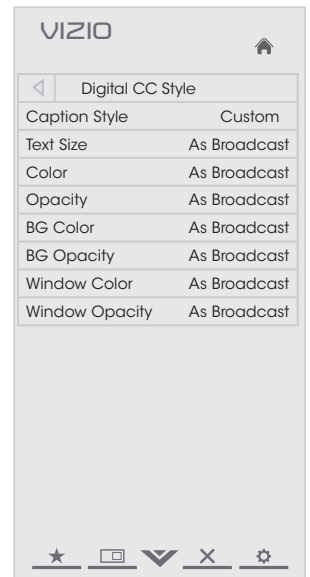 VIZIO
Digital CC Style
Caption Style Custom
Text Size As Broadcast
Color As Broadcast
Opacity As Broadcast
BG Color As Broadcast
BG Opacity As Broadcast
Window Color As Broadcast
Window Opacity As Broadcast